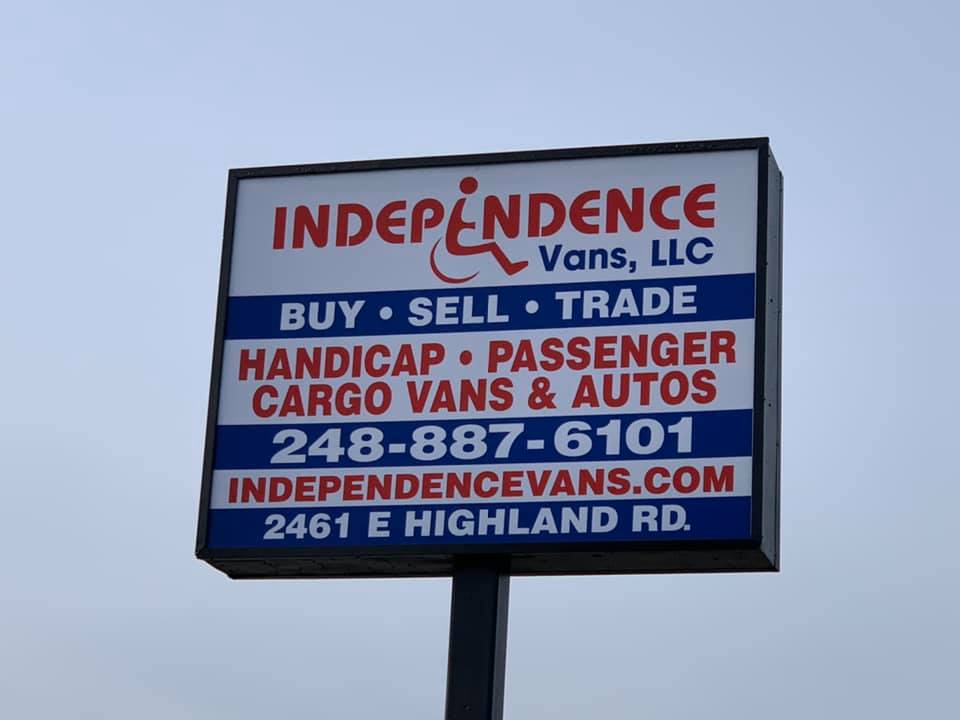 INDEPENDENCE
Vans, LLC
BUY • SELL • TRADE
HANDICAP • PASSENGER
CARGO VANS & AUTOS
248-887-6101
INDEPENDENCEVANS.COM
2461 E HIGHLAND RD.